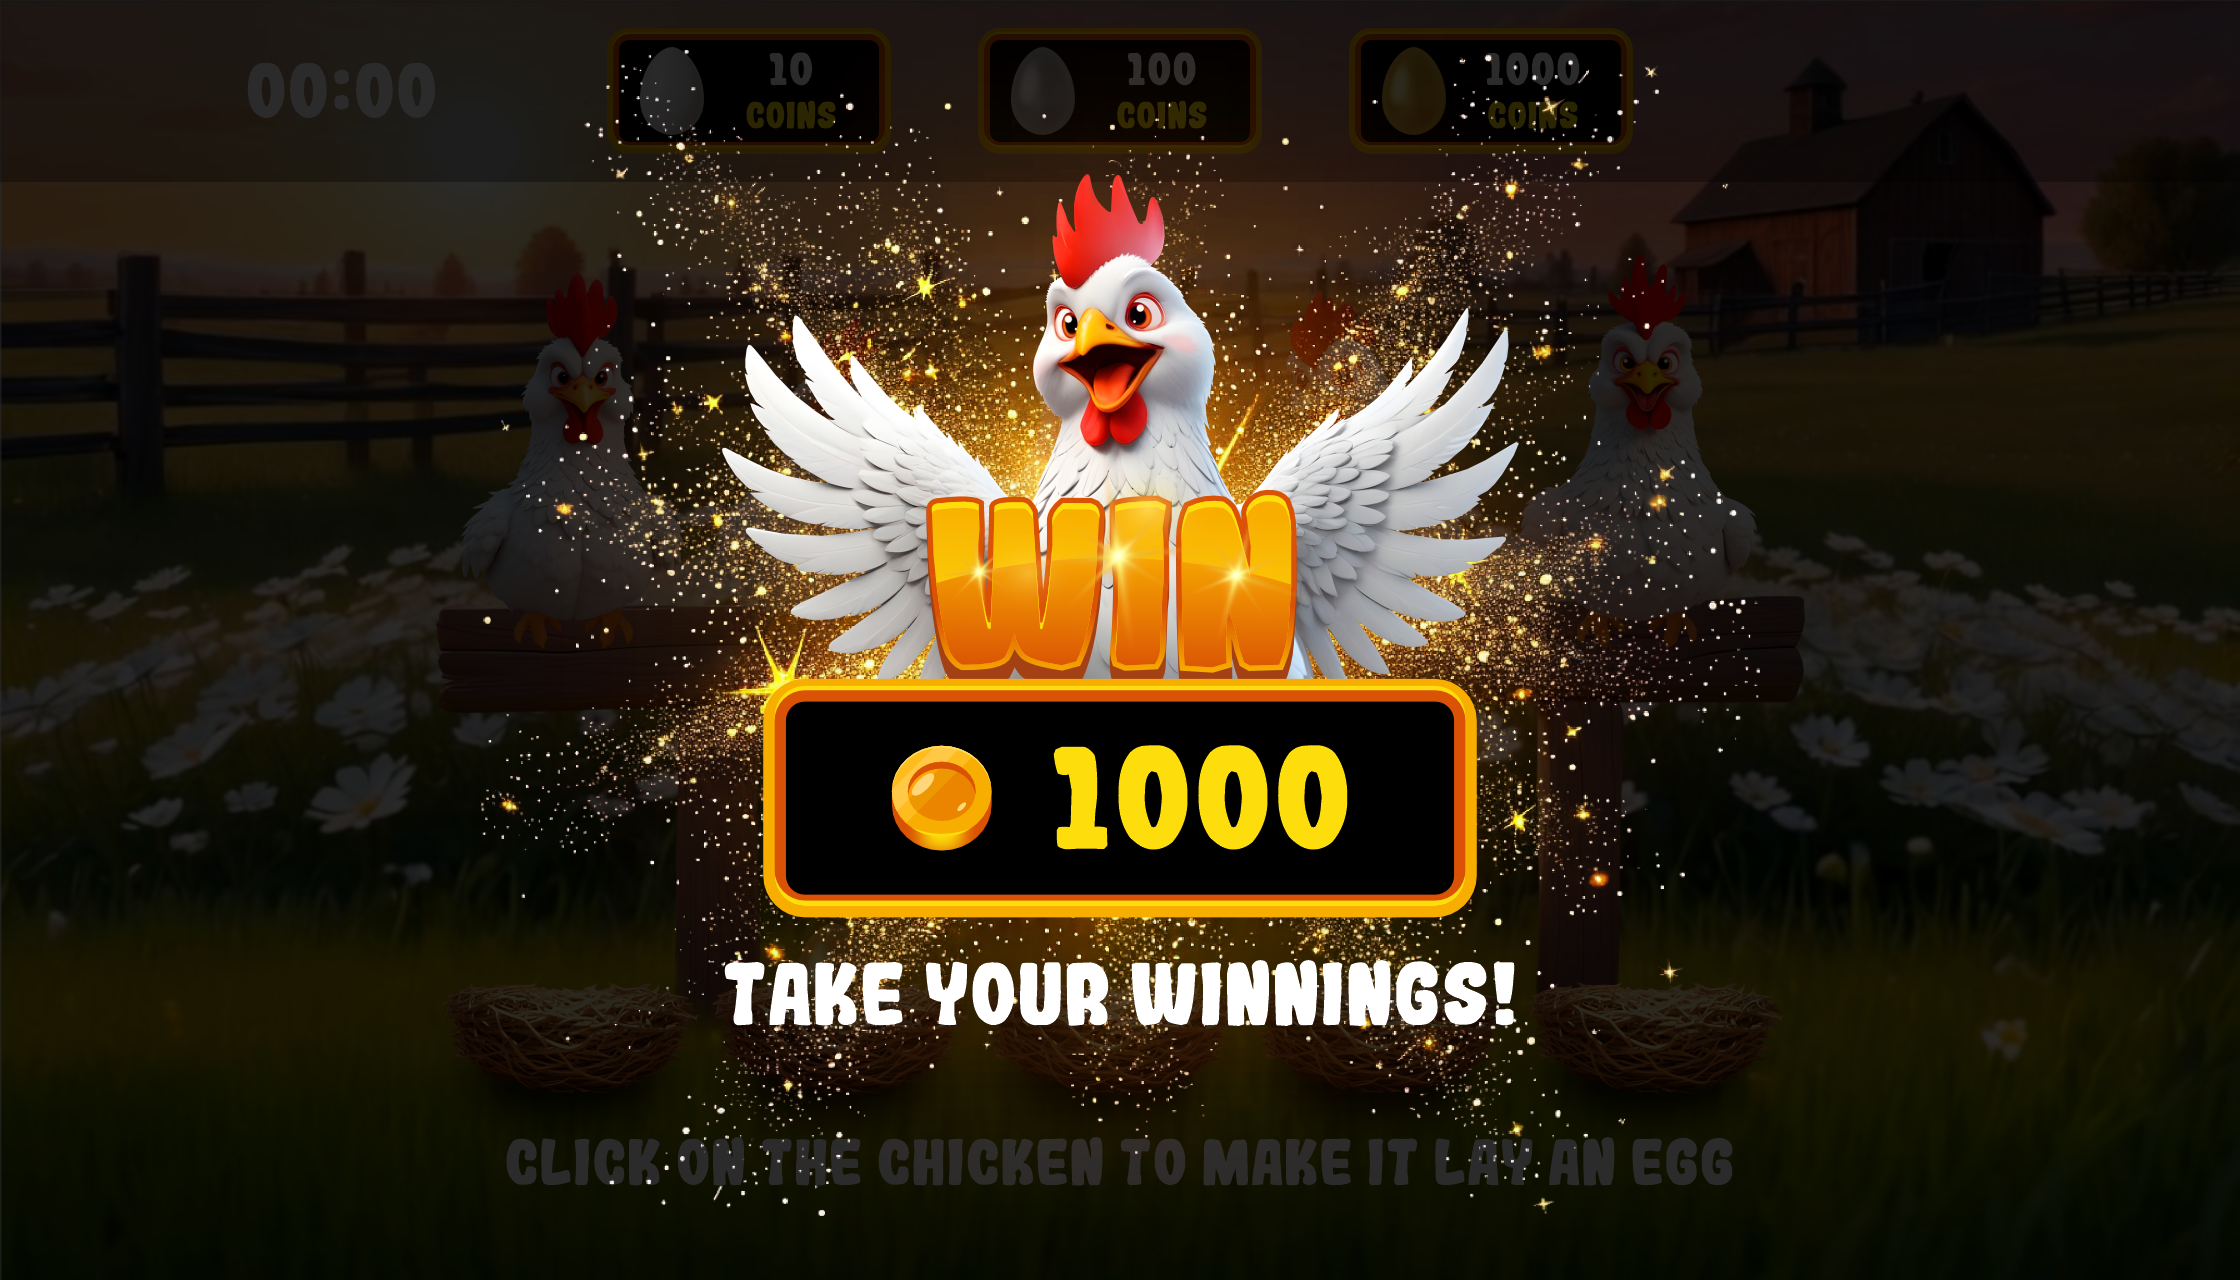 00:00
10
COINS
100
COINS
1000
COINS
WIN
1000
TAKE YOUR WINNINGS!
CLICK ON THE CHICKEN TO MAKE IT LAY AN EGG